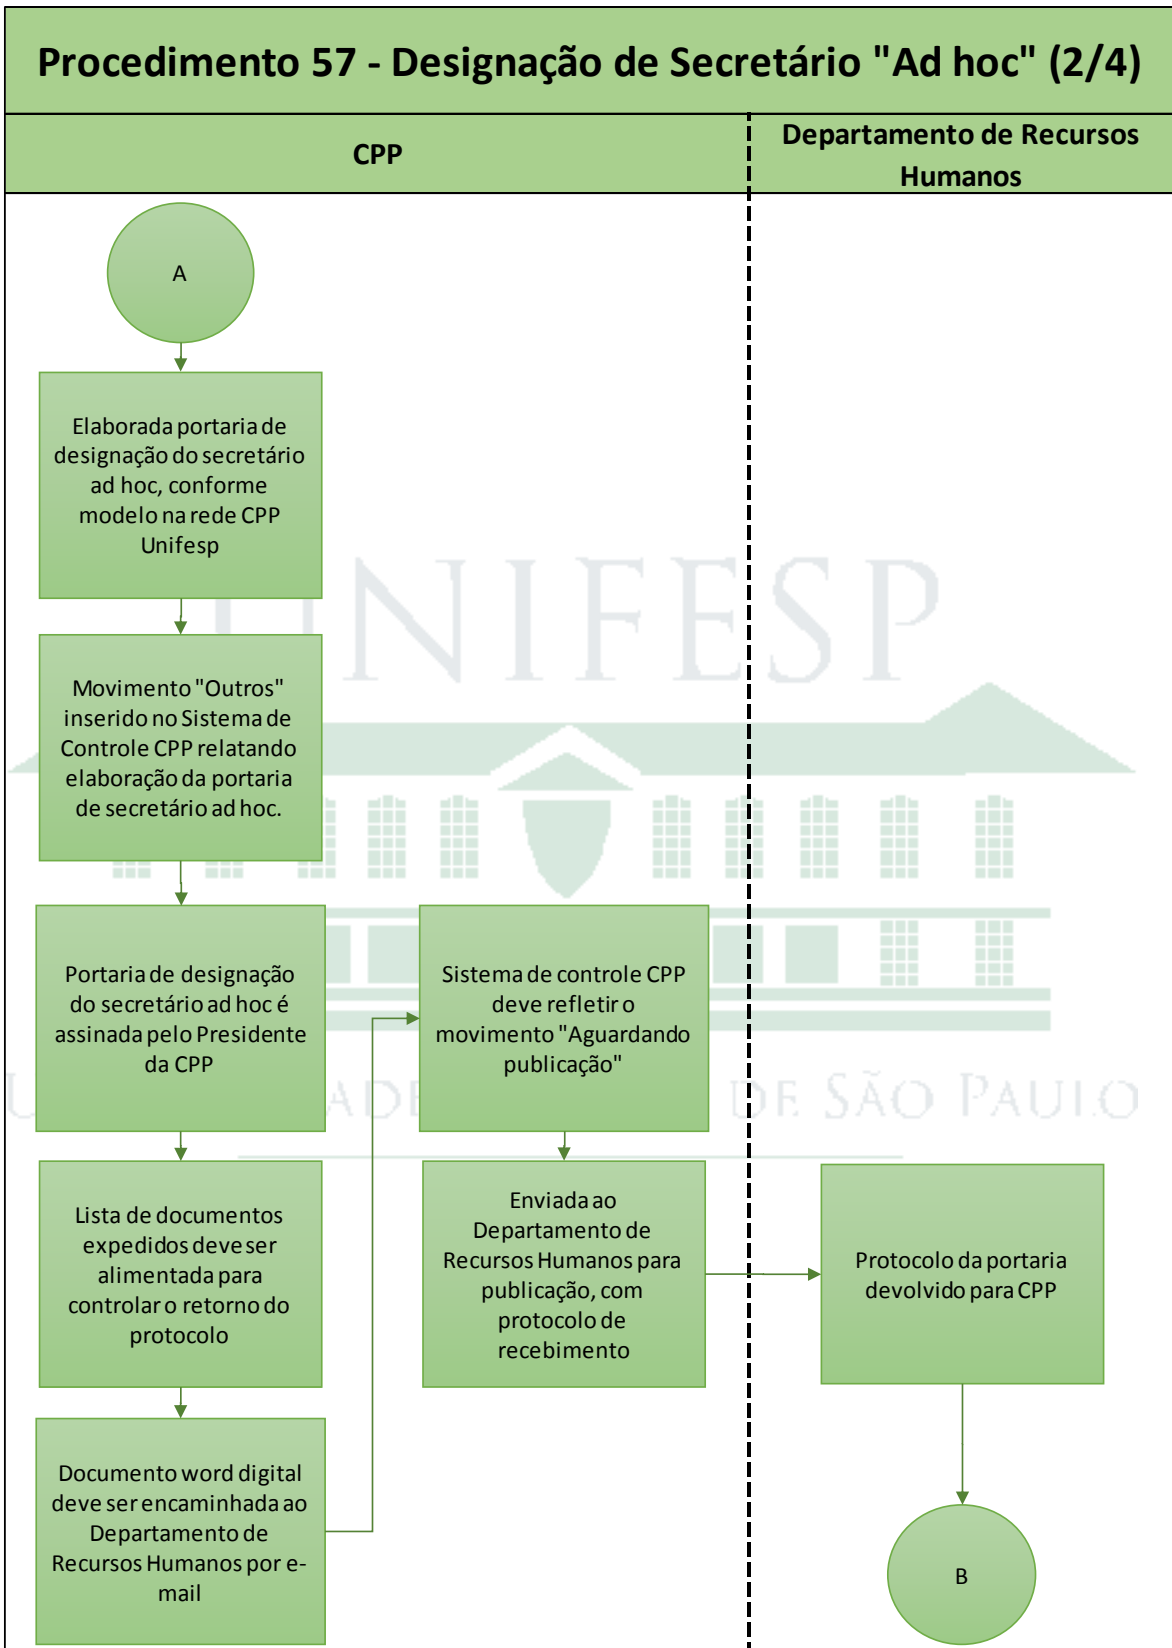 Procedimento 57 - Designação de Secretário "Ad hoc" (2/4)
CPP
Departamento de Recursos
Humanos
A
Elaborada portaria de
designação do secretário
ad hoc, conforme
modelo na rede CPP
Unifesp
Movimento "Outros"
inserido no Sistema de
Controle CPP relatando
elaboração da portaria
de secretário ad hoc.
Portaria de designação
do secretário ad hoc é
assinada pelo Presidente
da CPP
Lista de documentos
expedidos deve ser
alimentada para
controlar o retorno do
protocolo
Documento word digital
deve ser encaminhada ao
Departamento de
Recursos Humanos por e-
mail
Sistema de controle CPP
deve refletir o
movimento "Aguardando
publicação"
Enviada ao
Departamento de
Recursos Humanos para
publicação, com
protocolo de
recebimento
Protocolo da portaria
devolvido para CPP
B
UNIFESP
DE SÃO PAULO